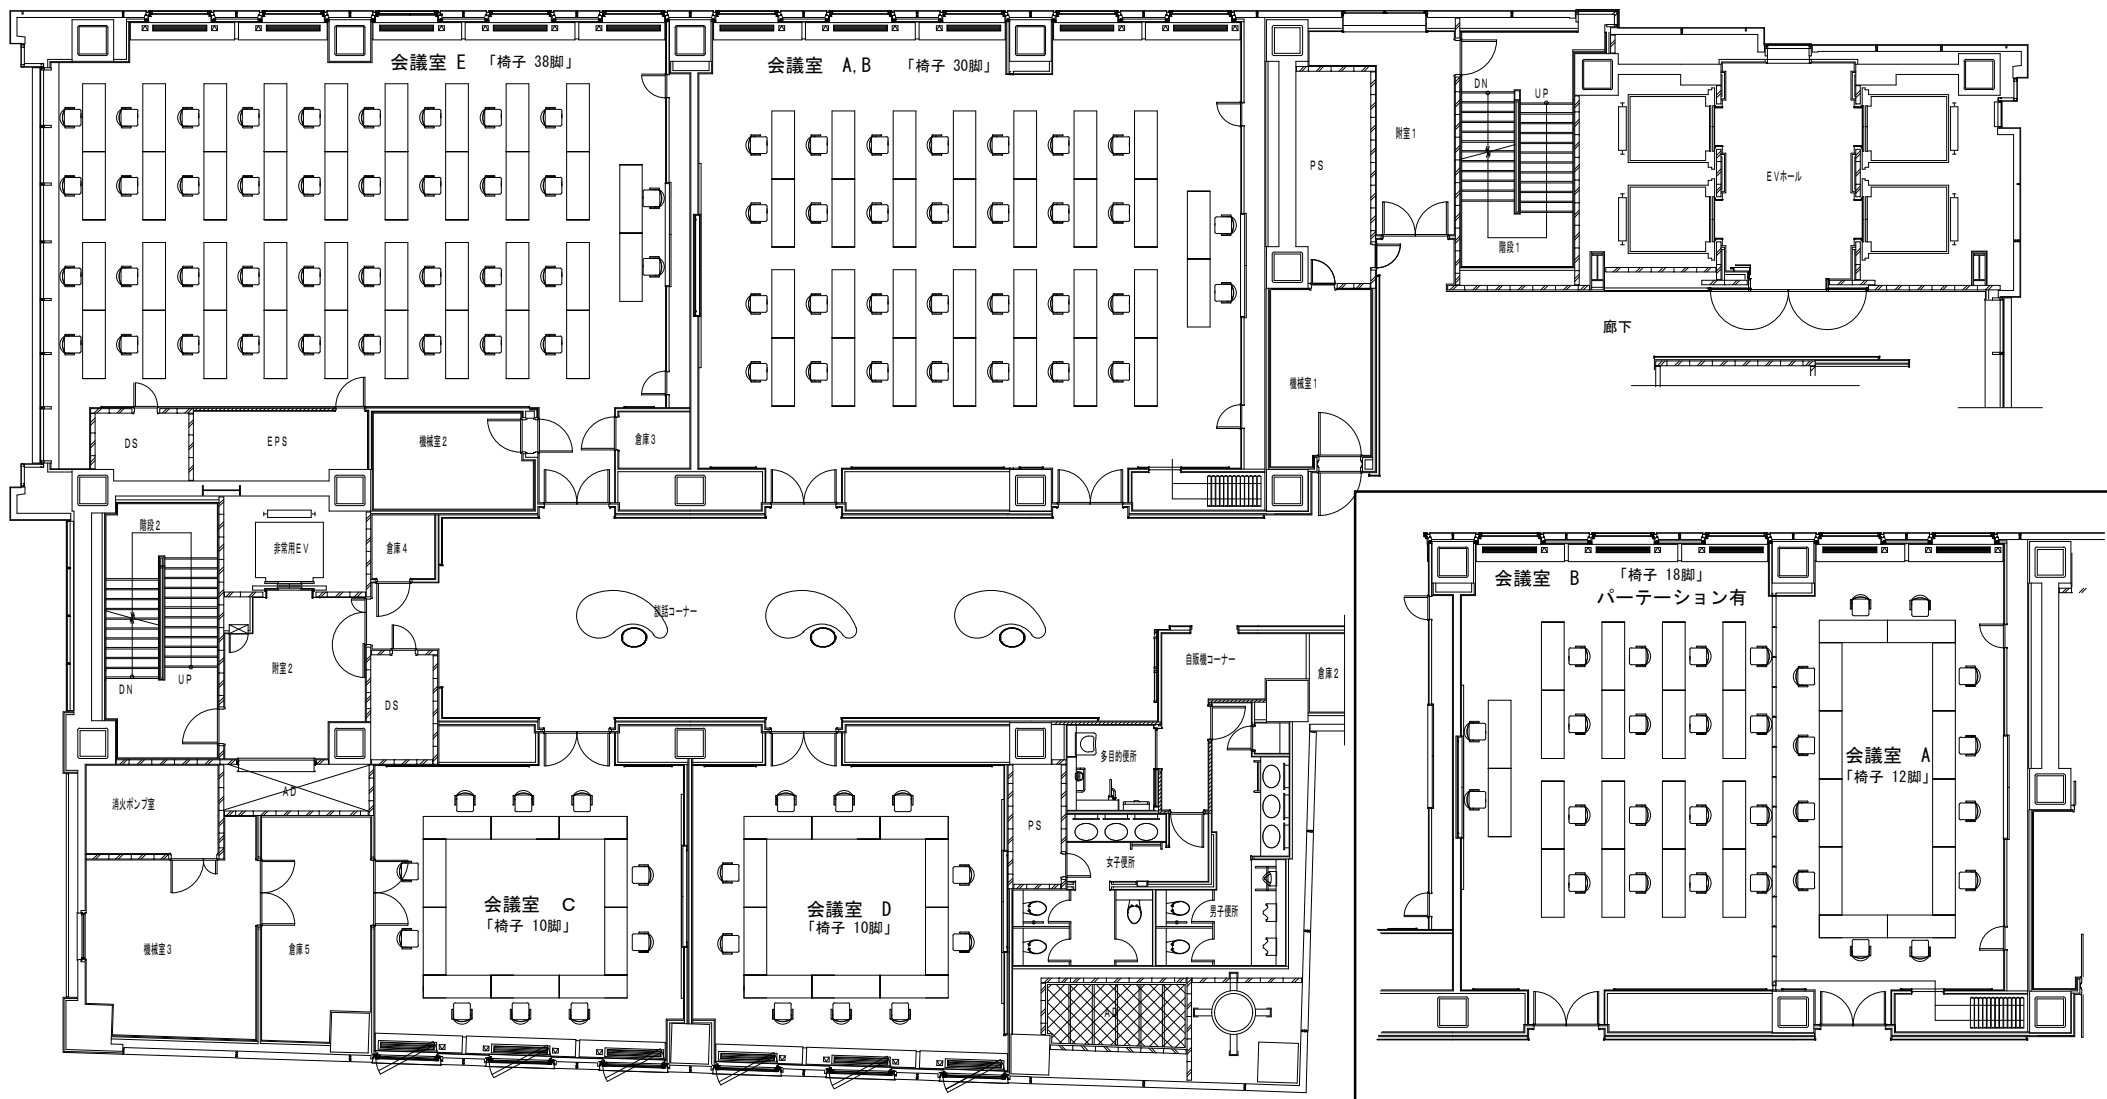 会議室 E 「椅子 38脚」
会議室 A,B 「椅子 30脚」
DN
UP
附室1
PS
階段1
EVホール
廊下
機械室1
DS
EPS
機械室2
倉庫3
階段2
非常用EV
倉庫4
談話コーナー
附室2
DN
UP
DS
自販機コーナー
倉庫2
多目的便所
消火ポンプ室
AD
PS
女子便所
男子便所
会議室 C
「椅子 10脚」
会議室 D
「椅子 10脚」
機械室3
倉庫5
会議室 B 「椅子 18脚」
パーテーション有
会議室 A
「椅子 12脚」